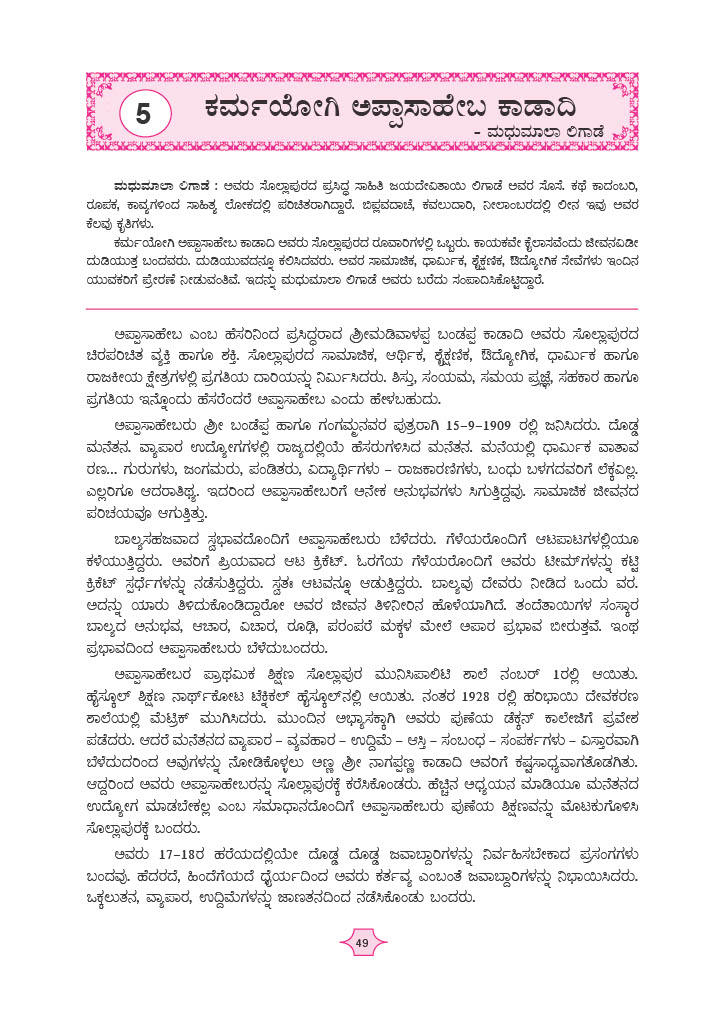 5
ಕರ್ಮಯೋಗಿ ಅಪ್ಪಾಸಾಹೇಬ ಕಾಡಾದಿ
– ಮಧುಮಾಲಾ ಲಿಗಾಡೆ
ಮಧುಮಾಲಾ ಲಿಗಾಡೆ : ಅವರು ಸೊಲ್ಲಾಪುರದ ಪ್ರಸಿದ್ಧ ಸಾಹಿತಿ ಜಯದೇವಿತಾಯಿ ಲಿಗಾಡೆ ಅವರ ಸೊಸೆ. ಕಥೆ ಕಾದಂಬರಿ,
ರೂಪಕ, ಕಾವ್ಯಗಳಿಂದ ಸಾಹಿತ್ಯ ಲೋಕದಲ್ಲಿ ಪರಿಚಿತರಾಗಿದ್ದಾರೆ. ಬಿಪ್ಲವದಾಚೆ, ಕವಲುದಾರಿ, ನೀಲಾಂಬರದಲ್ಲಿ ಲೀನ ಇವು ಅವರ
ಕೆಲವು ಕೃತಿಗಳು.
ಕರ್ಮಯೋಗಿ ಅಪ್ಪಾಸಾಹೇಬ ಕಾಡಾದಿ ಅವರು ಸೊಲ್ಲಾಪುರದ ರೂವಾರಿಗಳಲ್ಲಿ ಒಬ್ಬರು. ಕಾಯಕವೇ ಕೈಲಾಸವೆಂದು ಜೀವನವಿಡೀ
ದುಡಿಯುತ್ತ ಬಂದವರು. ದುಡಿಯುವದನ್ನೂ ಕಲಿಸಿದವರು. ಅವರ ಸಾಮಾಜಿಕ, ಧಾರ್ಮಿಕ, ಶೈಕ್ಷಣಿಕ, ಔದ್ಯೋಗಿಕ ಸೇವೆಗಳು ಇಂದಿನ
ಯುವಕರಿಗೆ ಪ್ರೇರಣೆ ನೀಡುವಂತಿವೆ. ಇದನ್ನು ಮಧುಮಾಲಾ ಲಿಗಾಡೆ ಅವರು ಬರೆದು ಸಂಪಾದಿಸಿಕೊಟ್ಟಿದ್ದಾರೆ.
ಅಪ್ಪಾಸಾಹೇಬ ಎಂಬ ಹೆಸರಿನಿಂದ ಪ್ರಸಿದ್ಧರಾದ ಶ್ರೀಮಡಿವಾಳಪ್ಪ ಬಂಡಪ್ಪ ಕಾಡಾದಿ ಅವರು ಸೊಲ್ಲಾಪುರದ
ಚಿರಪರಿಚಿತ ವ್ಯಕ್ತಿ ಹಾಗೂ ಶಕ್ತಿ. ಸೊಲ್ಲಾಪುರದ ಸಾಮಾಜಿಕ, ಆರ್ಥಿಕ, ಶೈಕ್ಷಣಿಕ, ಔದ್ಯೋಗಿಕ, ಧಾರ್ಮಿಕ ಹಾಗೂ
ರಾಜಕೀಯ ಕ್ಷೇತ್ರಗಳಲ್ಲಿ ಪ್ರಗತಿಯ ದಾರಿಯನ್ನು ನಿರ್ಮಿಸಿದರು. ಶಿಸ್ತು, ಸಂಯಮ, ಸಮಯ ಪ್ರಜ್ಞೆ, ಸಹಕಾರ ಹಾಗೂ
ಪ್ರಗತಿಯ ಇನ್ನೊಂದು ಹೆಸರೆಂದರೆ ಅಪ್ಪಾಸಾಹೇಬ ಎಂದು ಹೇಳಬಹುದು.
ಅಪ್ಪಾಸಾಹೇಬರು ಶ್ರೀ ಬಂಡೆಪ್ಪ ಹಾಗೂ ಗಂಗಮ್ಮನವರ ಪುತ್ರರಾಗಿ 15–9–1909 ರಲ್ಲಿ ಜನಿಸಿದರು. ದೊಡ್ಡ
ಮನೆತನ. ವ್ಯಾಪಾರ ಉದ್ಯೋಗಗಳಲ್ಲಿ ರಾಜ್ಯದಲ್ಲಿಯೆ ಹೆಸರುಗಳಿಸಿದ ಮನೆತನ. ಮನೆಯಲ್ಲಿ ಧಾರ್ಮಿಕ ವಾತಾವ
ರಣ... ಗುರುಗಳು, ಜಂಗಮರು, ಪಂಡಿತರು, ವಿದ್ಯಾರ್ಥಿಗಳು – ರಾಜಕಾರಣಿಗಳು, ಬಂಧು ಬಳಗದವರಿಗೆ ಲೆಕ್ಕವಿಲ್ಲ.
ಎಲ್ಲರಿಗೂ ಆದರಾತಿಥ್ಯ. ಇದರಿಂದ ಅಪ್ಪಾಸಾಹೇಬರಿಗೆ ಅನೇಕ ಅನುಭವಗಳು ಸಿಗುತ್ತಿದ್ದವು. ಸಾಮಾಜಿಕ ಜೀವನದ
ಪರಿಚಯವೂ ಆಗುತ್ತಿತ್ತು.
ಬಾಲ್ಯಸಹಜವಾದ ಸ್ವಭಾವದೊಂದಿಗೆ ಅಪ್ಪಾಸಾಹೇಬರು ಬೆಳೆದರು. ಗೆಳೆಯರೊಂದಿಗೆ ಆಟಪಾಟಗಳಲ್ಲಿಯೂ
ಕಳೆಯುತ್ತಿದ್ದರು. ಅವರಿಗೆ ಪ್ರಿಯವಾದ ಆಟ ಕ್ರಿಕೆಟ್. ಓರಗೆಯ ಗೆಳೆಯರೊಂದಿಗೆ ಅವರು ಟೀಮ್‌ಗಳನ್ನು ಕಟ್ಟಿ
ಕ್ರಿಕೆಟ್ ಸ್ಪರ್ಧೆಗಳನ್ನು ನಡೆಸುತ್ತಿದ್ದರು. ಸ್ವತಃ ಆಟವನ್ನೂ ಆಡುತ್ತಿದ್ದರು. ಬಾಲ್ಯವು ದೇವರು ನೀಡಿದ ಒಂದು ವರ.
ಅದನ್ನು ಯಾರು ತಿಳಿದುಕೊಂಡಿದ್ದಾರೋ ಅವರ ಜೀವನ ತಿಳಿನೀರಿನ ಹೊಳೆಯಾಗಿದೆ. ತಂದೆತಾಯಿಗಳ ಸಂಸ್ಕಾರ
ಬಾಲ್ಯದ ಅನುಭವ, ಆಚಾರ, ವಿಚಾರ, ರೂಢಿ, ಪರಂಪರೆ ಮಕ್ಕಳ ಮೇಲೆ ಅಪಾರ ಪ್ರಭಾವ ಬೀರುತ್ತವೆ. ಇಂಥ
ಪ್ರಭಾವದಿಂದ ಅಪ್ಪಾಸಾಹೇಬರು ಬೆಳೆದುಬಂದರು.
ಅಪ್ಪಾಸಾಹೇಬರ ಪ್ರಾಥಮಿಕ ಶಿಕ್ಷಣ ಸೊಲ್ಲಾಪುರ ಮುನಿಸಿಪಾಲಿಟಿ ಶಾಲೆ ನಂಬರ್ 1ರಲ್ಲಿ ಆಯಿತು.
ಹೈಸ್ಕೂಲ್ ಶಿಕ್ಷಣ ನಾರ್ಥ್‌ಕೋಟ ಟೆಕ್ನಿಕಲ್ ಹೈಸ್ಕೂಲ್‌ನಲ್ಲಿ ಆಯಿತು. ನಂತರ 1928 ರಲ್ಲಿ ಹರಿಭಾಯಿ ದೇವಕರಣ
ಶಾಲೆಯಲ್ಲಿ ಮೆಟ್ರಿಕ್ ಮುಗಿಸಿದರು. ಮುಂದಿನ ಅಭ್ಯಾಸಕ್ಕಾಗಿ ಅವರು ಪುಣೆಯ ಡೆಕ್ಕನ್ ಕಾಲೇಜಿಗೆ ಪ್ರವೇಶ
ಪಡೆದರು. ಆದರೆ ಮನೆತನದ ವ್ಯಾಪಾರ – ವ್ಯವಹಾರ – ಉದ್ದಿಮೆ – ಆಸ್ತಿ – ಸಂಬಂಧ – ಸಂಪರ್ಕಗಳು – ವಿಸ್ತಾರವಾಗಿ
ಬೆಳೆದುದರಿಂದ ಅವುಗಳನ್ನು ನೋಡಿಕೊಳ್ಳಲು ಅಣ್ಣ ಶ್ರೀ ನಾಗಪ್ಪಣ್ಣ ಕಾಡಾದಿ ಅವರಿಗೆ ಕಷ್ಟಸಾಧ್ಯವಾಗತೊಡಗಿತು.
ಆದ್ದರಿಂದ ಅವರು ಅಪ್ಪಾಸಾಹೇಬರನ್ನು ಸೊಲ್ಲಾಪುರಕ್ಕೆ ಕರೆಸಿಕೊಂಡರು. ಹೆಚ್ಚಿನ ಅಧ್ಯಯನ ಮಾಡಿಯೂ ಮನೆತನದ
ಉದ್ಯೋಗ ಮಾಡಬೇಕಲ್ಲ ಎಂಬ ಸಮಾಧಾನದೊಂದಿಗೆ ಅಪ್ಪಾಸಾಹೇಬರು ಪುಣೆಯ ಶಿಕ್ಷಣವನ್ನು ಮೊಟಕುಗೊಳಿಸಿ
ಸೊಲ್ಲಾಪುರಕ್ಕೆ ಬಂದರು.
ಅವರು 17–18ರ ಹರೆಯದಲ್ಲಿಯೇ ದೊಡ್ಡ ದೊಡ್ಡ ಜವಾಬ್ದಾರಿಗಳನ್ನು ನಿರ್ವಹಿಸಬೇಕಾದ ಪ್ರಸಂಗಗಳು
ಬಂದವು. ಹೆದರದೆ, ಹಿಂದೆಗೆಯದೆ ಧೈರ್ಯದಿಂದ ಅವರು ಕರ್ತವ್ಯ ಎಂಬಂತೆ ಜವಾಬ್ದಾರಿಗಳನ್ನು ನಿಭಾಯಿಸಿದರು.
ಒಕ್ಕಲುತನ, ವ್ಯಾಪಾರ, ಉದ್ದಿಮೆಗಳನ್ನು ಜಾಣತನದಿಂದ ನಡೆಸಿಕೊಂಡು ಬಂದರು.
49